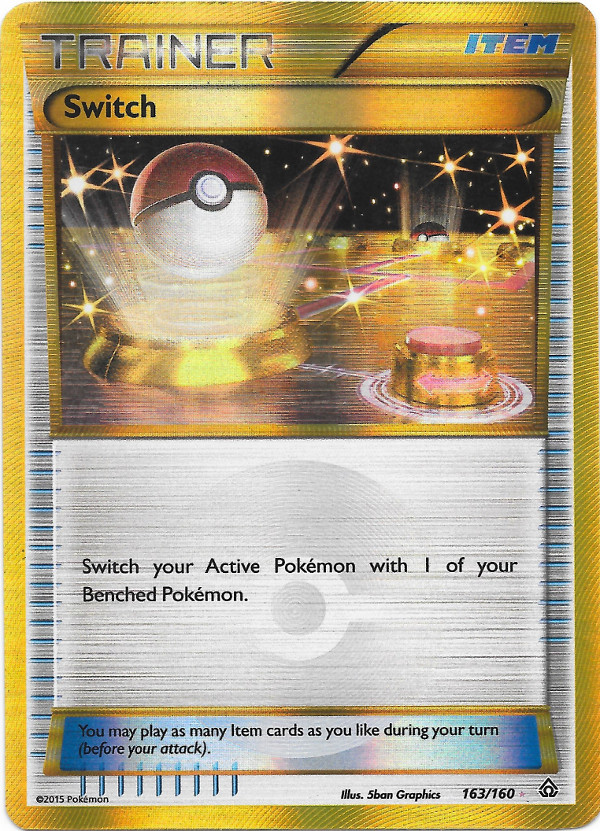 TRAINER
ITEM
Switch
Switch your Active Pokémon with 1 of your
Benched Pokémon.
You may play as many Item cards as you like during your turn
(before your attack).
©2015 Pokémon
Illus. 5ban Graphics
163/160